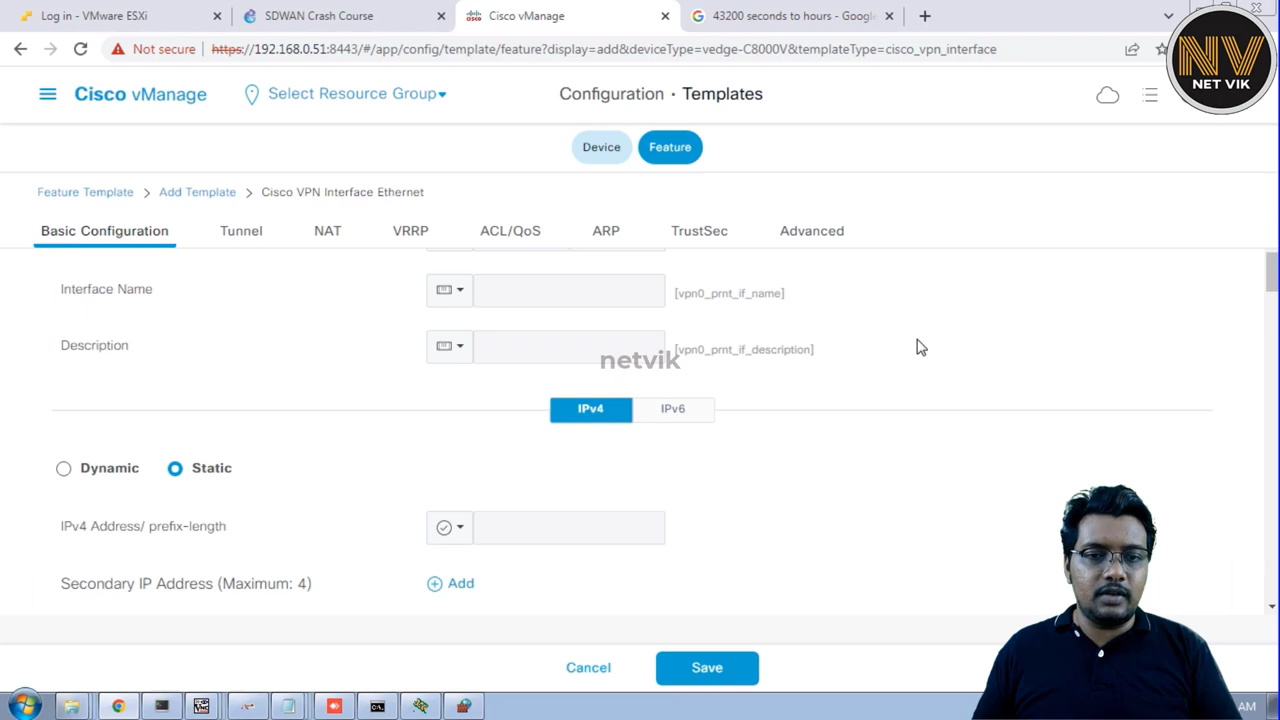 Log in - VMware ESXi
SDWAN Crash Course
Cisco vManage
43200 seconds to hours - Google
Not secure
https://192.168.0.51:8443/#/app/config/template/feature?display=add&deviceType=vedge-C8000V&templateType=cisco_vpn_interface
NV
NET VIK
Cisco vManage
Select Resource Group
Configuration · Templates
Device
Feature
Feature Template > Add Template > Cisco VPN Interface Ethernet
Basic Configuration
Tunnel
NAT
VRRP
ACL/QoS
ARP
TrustSec
Advanced
Interface Name
[vpn0_prnt_if_name]
Description
[vpn0_prnt_if_description]
netvik
IPv4
IPv6
Dynamic
Static
IPv4 Address/ prefix-length
Secondary IP Address (Maximum: 4)
Add
Cancel
Save
AM